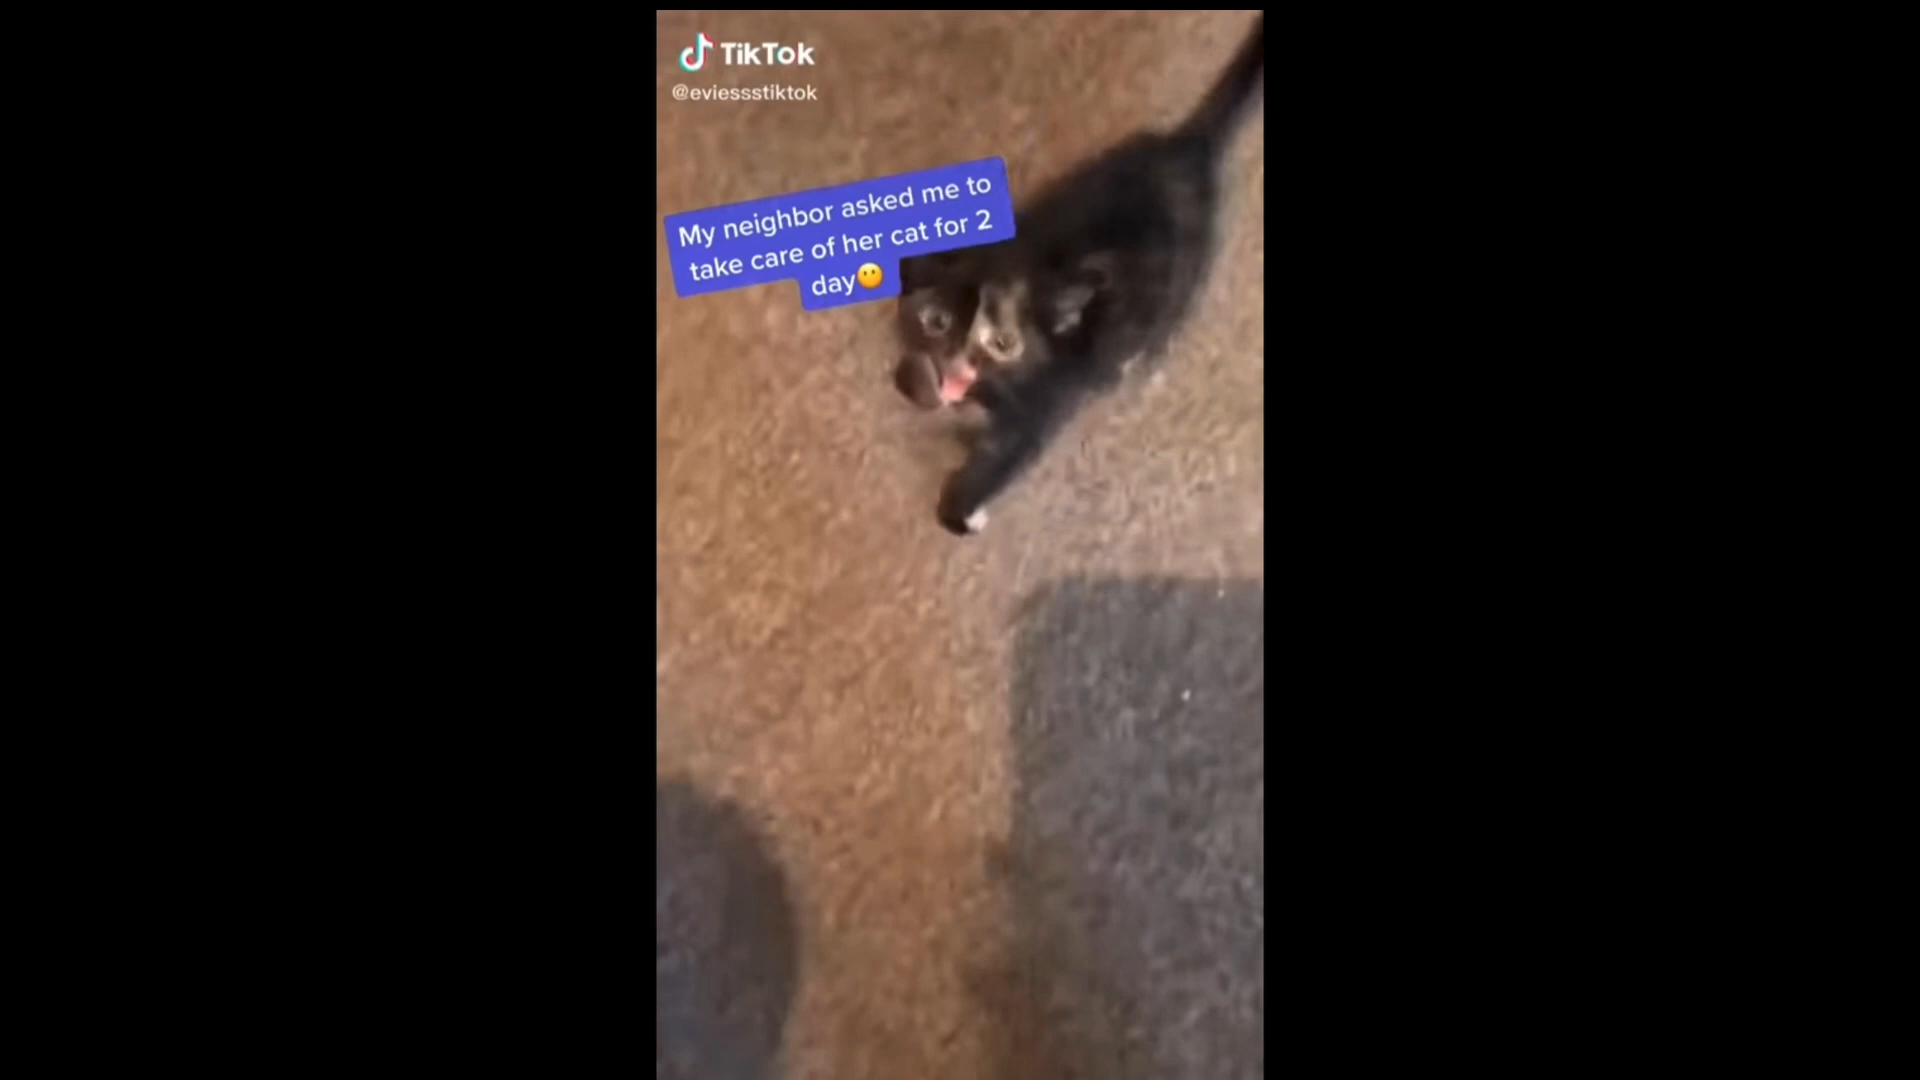 TikTok
@eviessstiktok
My neighbor asked me to
take care of her cat for 2
day😶